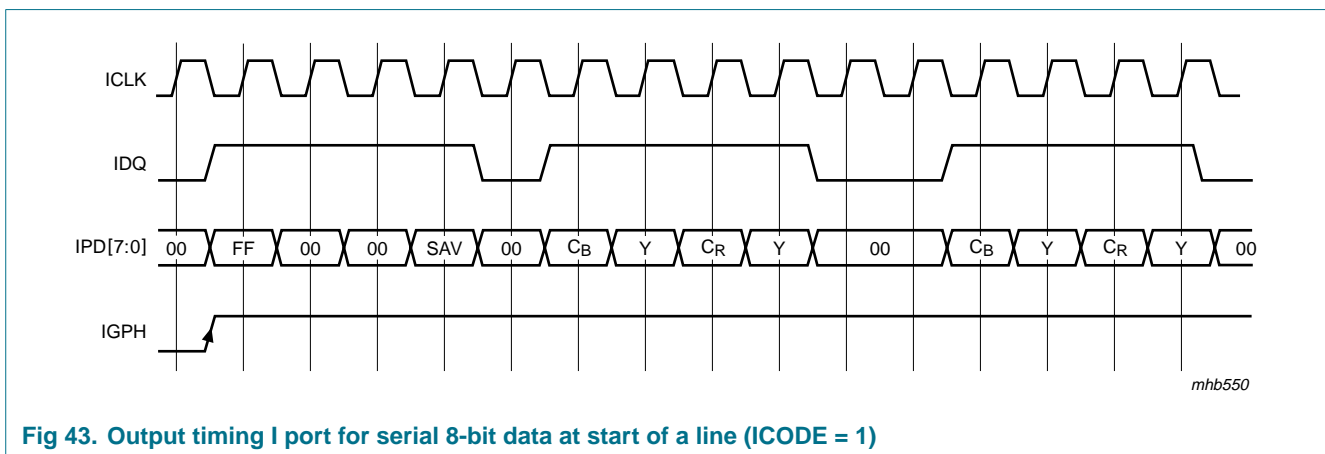 ICLK
IDQ
IPD[7:0] 00 FF 00 00 SAV 00 CB Y CR Y 00 CB Y CR Y 00
IGPH
mhb550
Fig 43. Output timing I port for serial 8-bit data at start of a line (ICODE = 1)